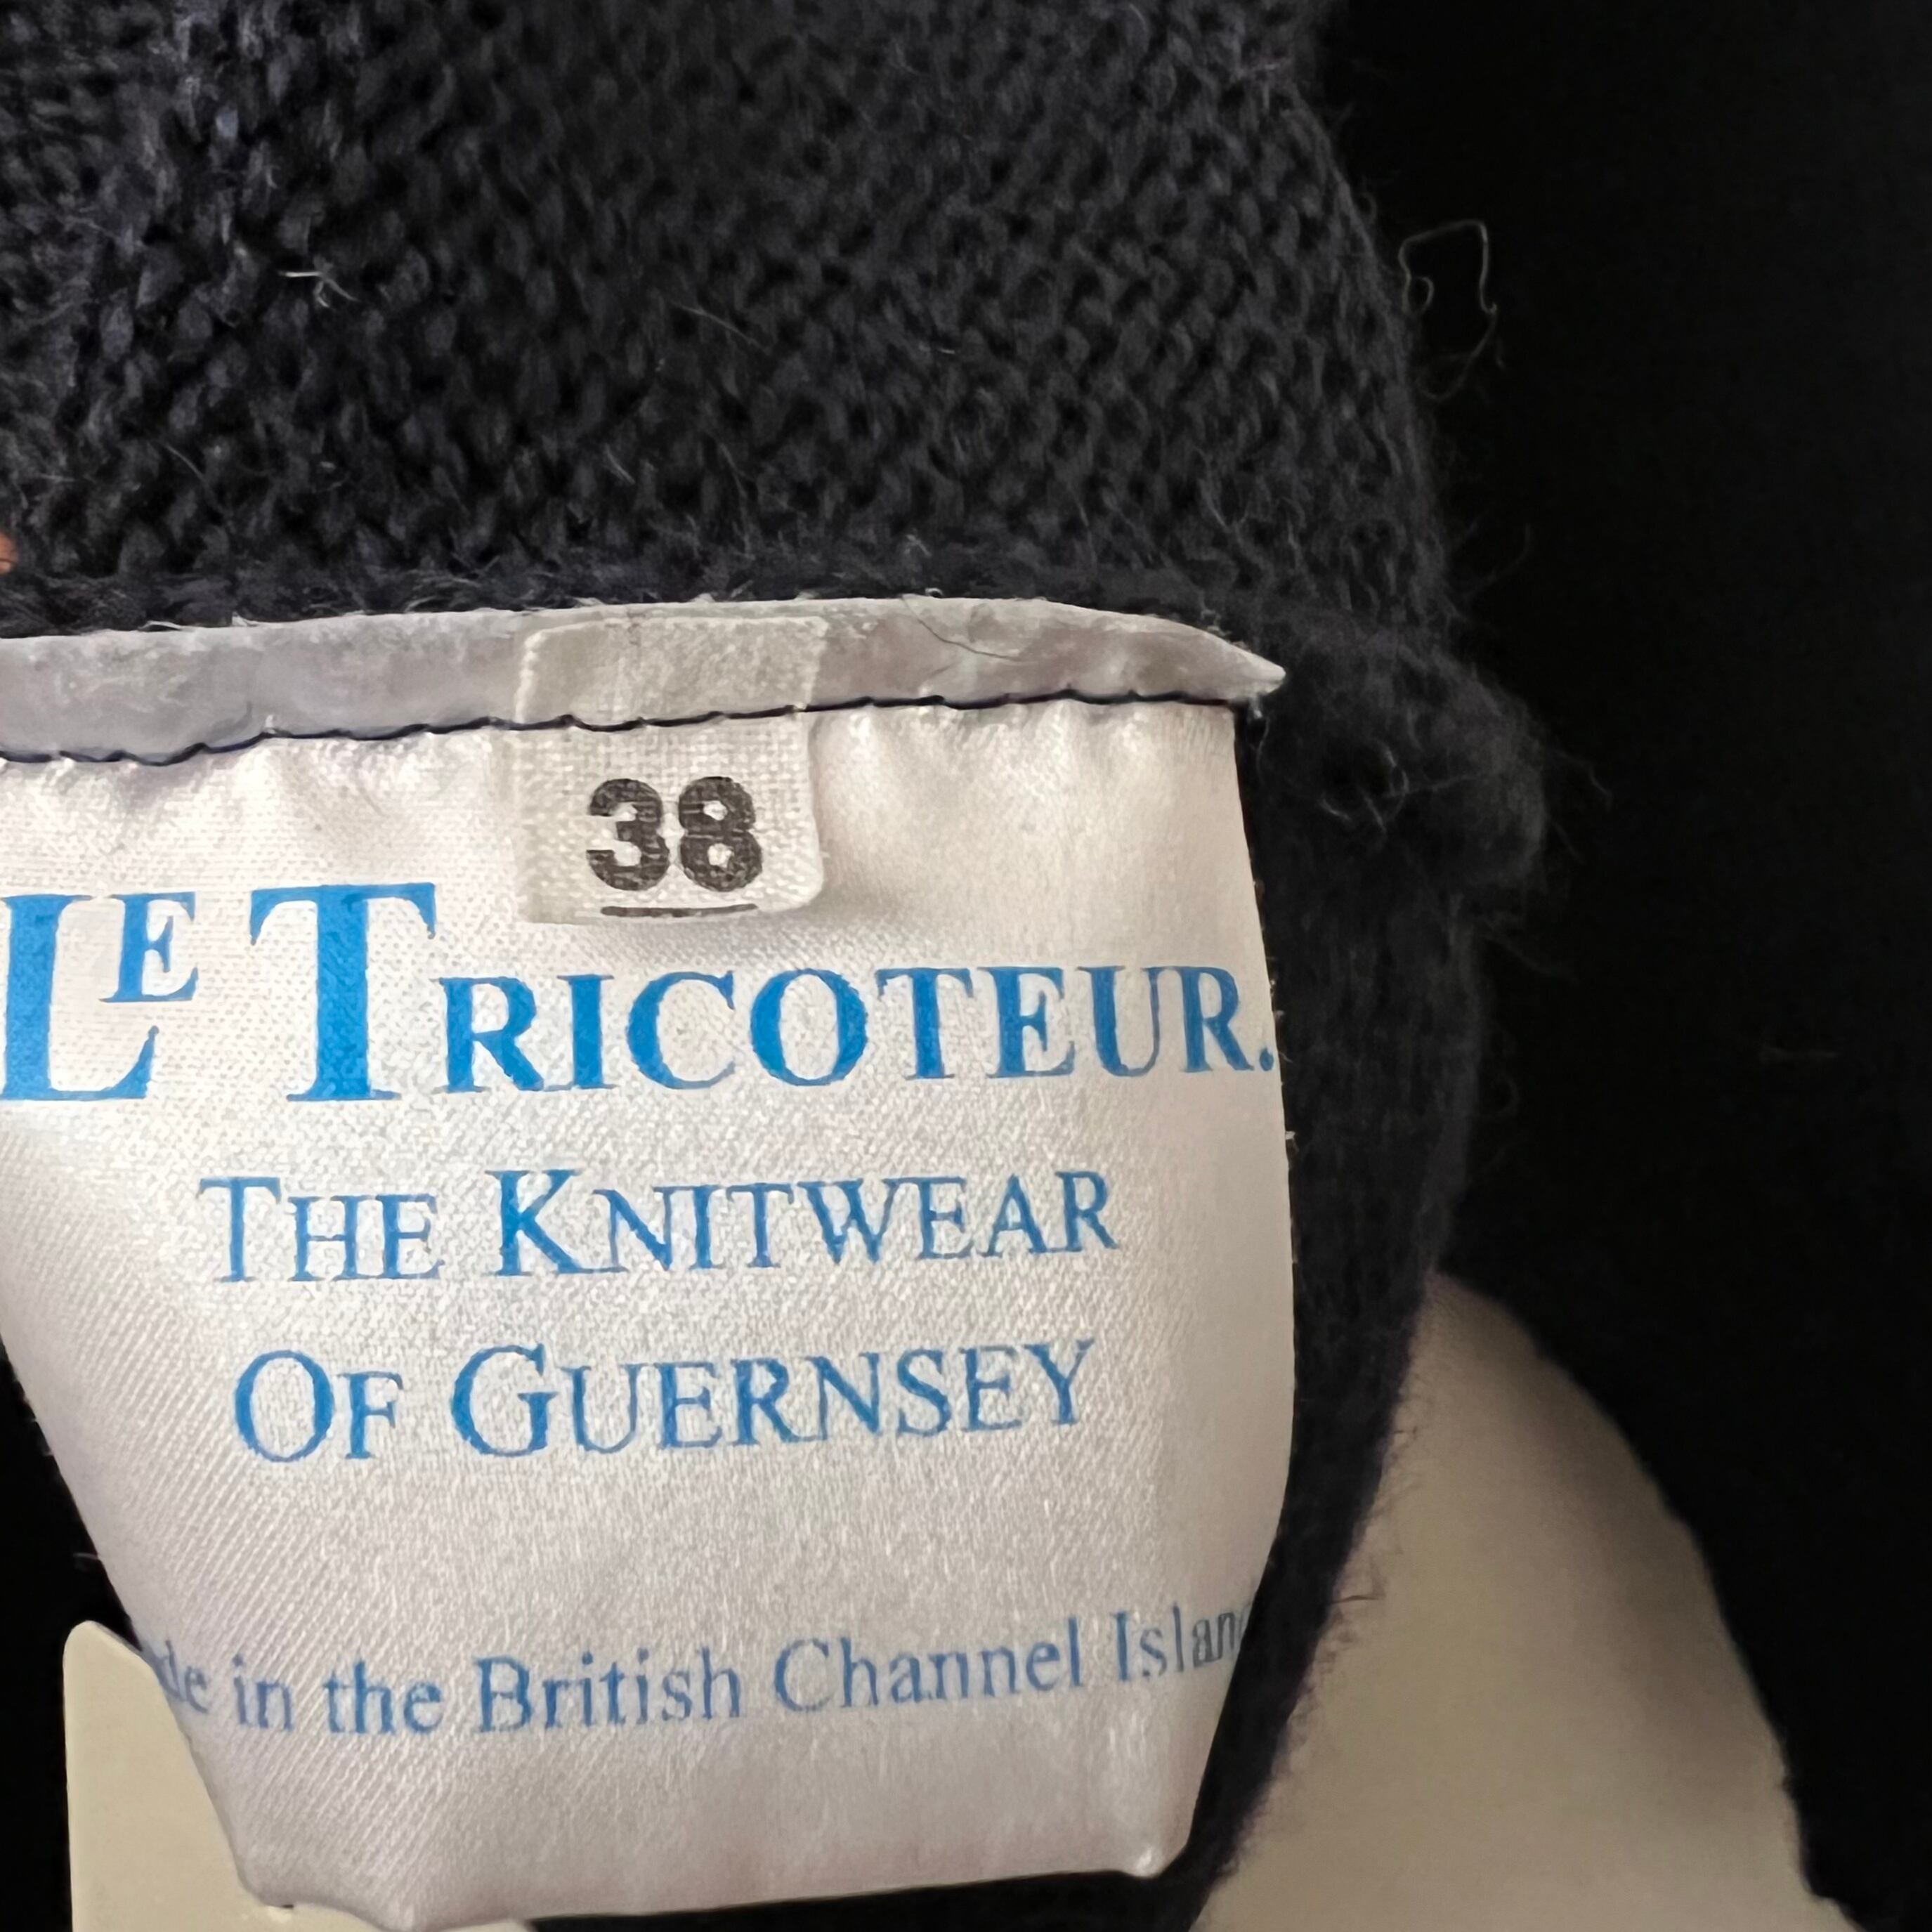 38
LE TRICOTEUR.
THE KNITWEAR
OF GUERNSEY
in the British Channel